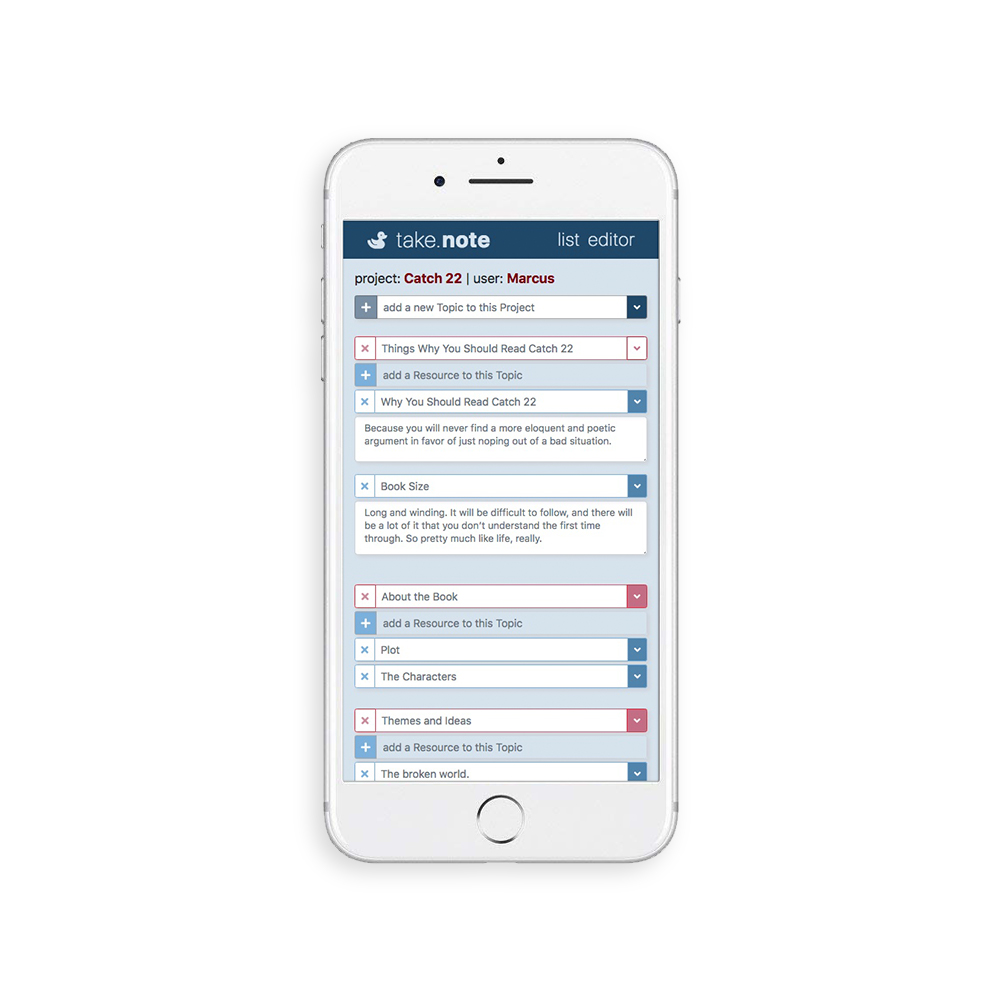 take.note list editor
project: Catch 22 | user: Marcus
add a new Topic to this Project
Things Why You Should Read Catch 22
add a Resource to this Topic
Why You Should Read Catch 22
Because you will never find a more eloquent and poetic
argument in favor of just noping out of a bad situation.
Book Size
Long and winding. It will be difficult to follow, and there will
be a lot of it that you don't understand the first time
through. So pretty much like life, really.
About the Book
add a Resource to this Topic
Plot
The Characters
Themes and Ideas
add a Resource to this Topic
The broken world.